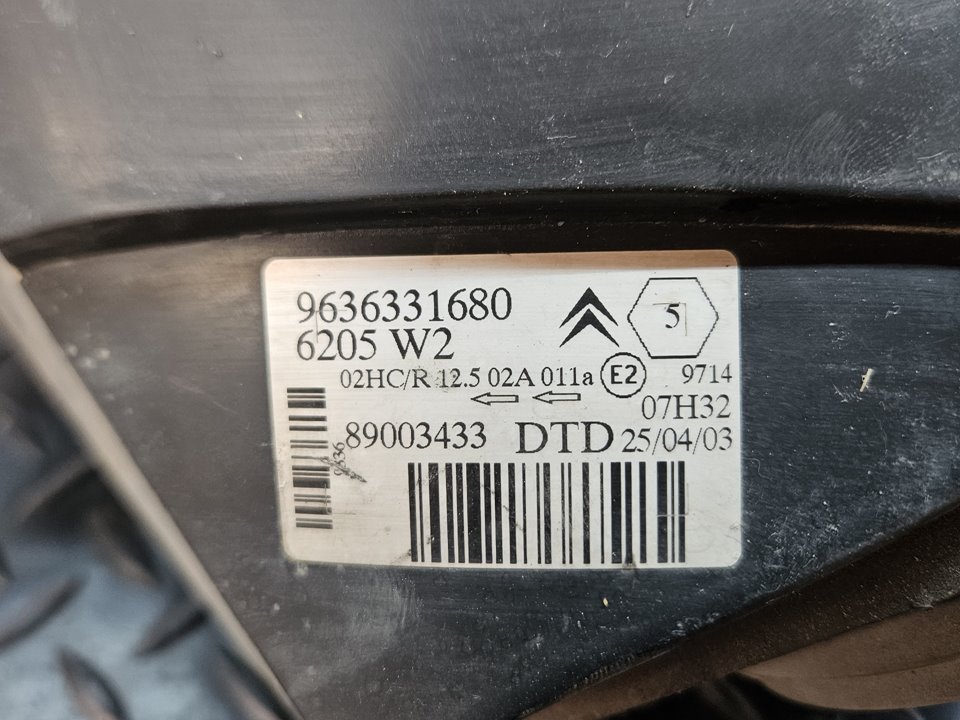 9636331680
5
6205 W2
02HC/R 12.5 02A 011a E2 9714
07H32
89003433 DTD 25/04/03